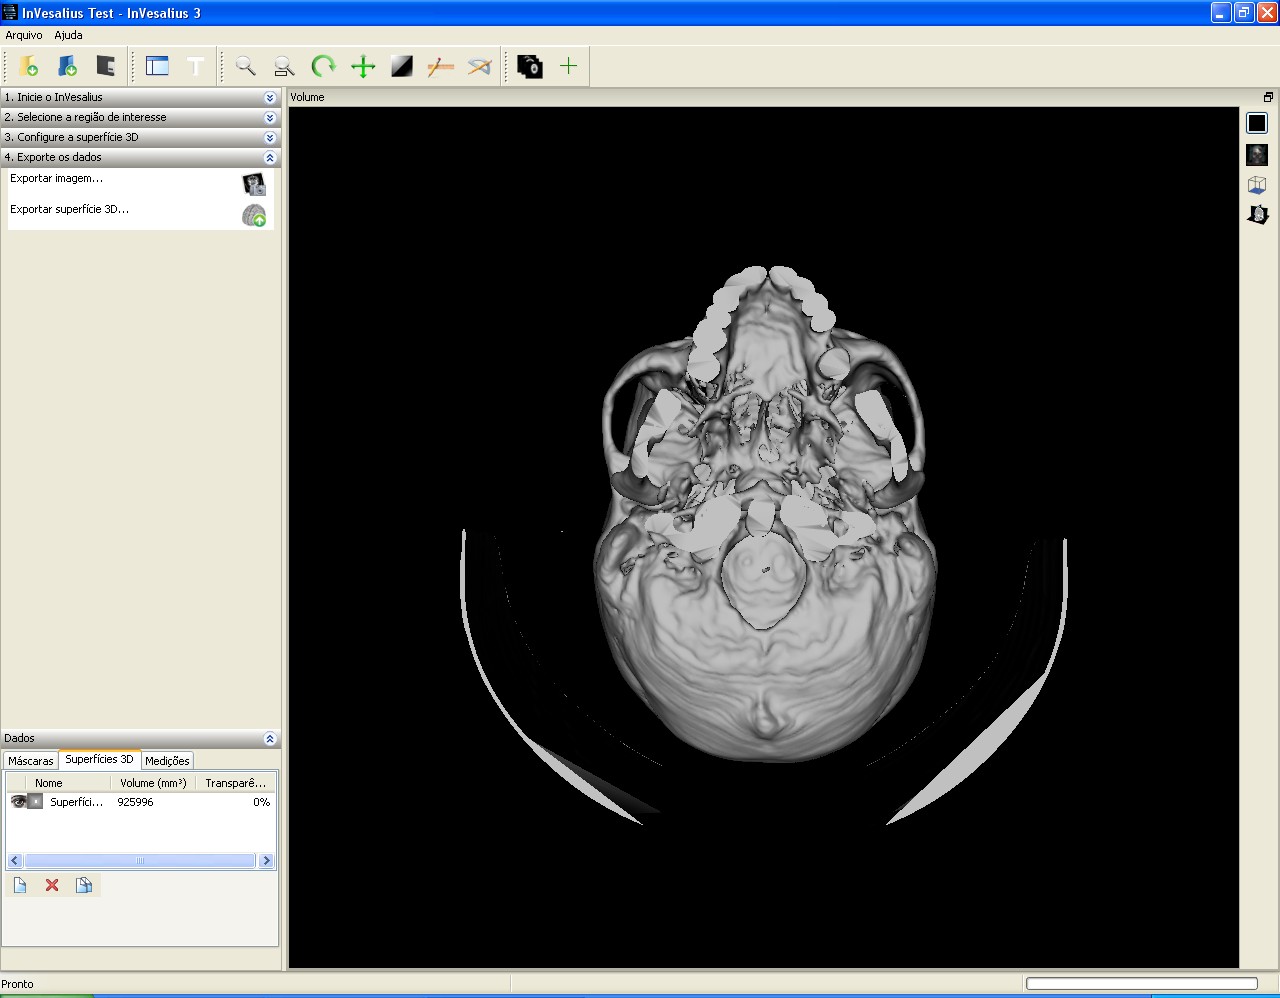 InVesalius Test - InVesalius 3
Arquivo Ajuda
T
1. Inicie o InVesalius
2. Selecione a região de interesse
3. Configure a superfície 3D
4. Exporte os dados
Exportar imagem...
Exportar superfície 3D...
Volume
Dados
Máscaras Superfícies 3D Medições
Nome Volume (mm³) Transparê...
Superfíci... 925996 0%
Pronto